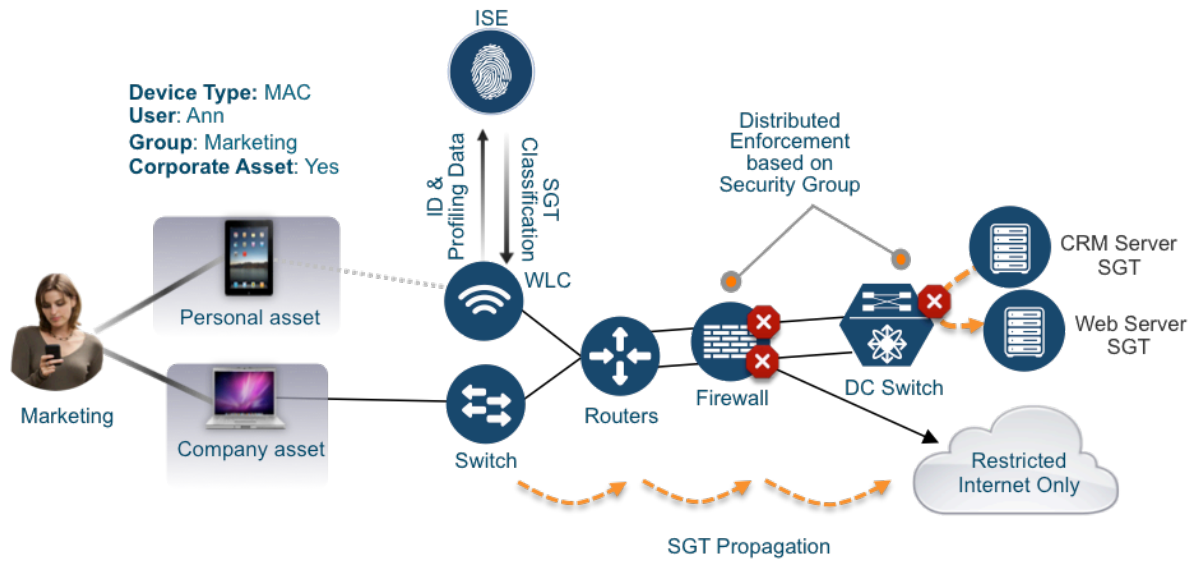 ISE
Device Type: MAC
User: Ann
Group: Marketing
Corporate Asset: Yes
ID &
Profiling Data
SGT
Classification
Distributed
Enforcement
based on
Security Group
WLC
CRM Server
SGT
Personal asset
Web Server
SGT
Marketing
Company asset
Switch
Routers
Firewall
DC Switch
Restricted
Internet Only
SGT Propagation